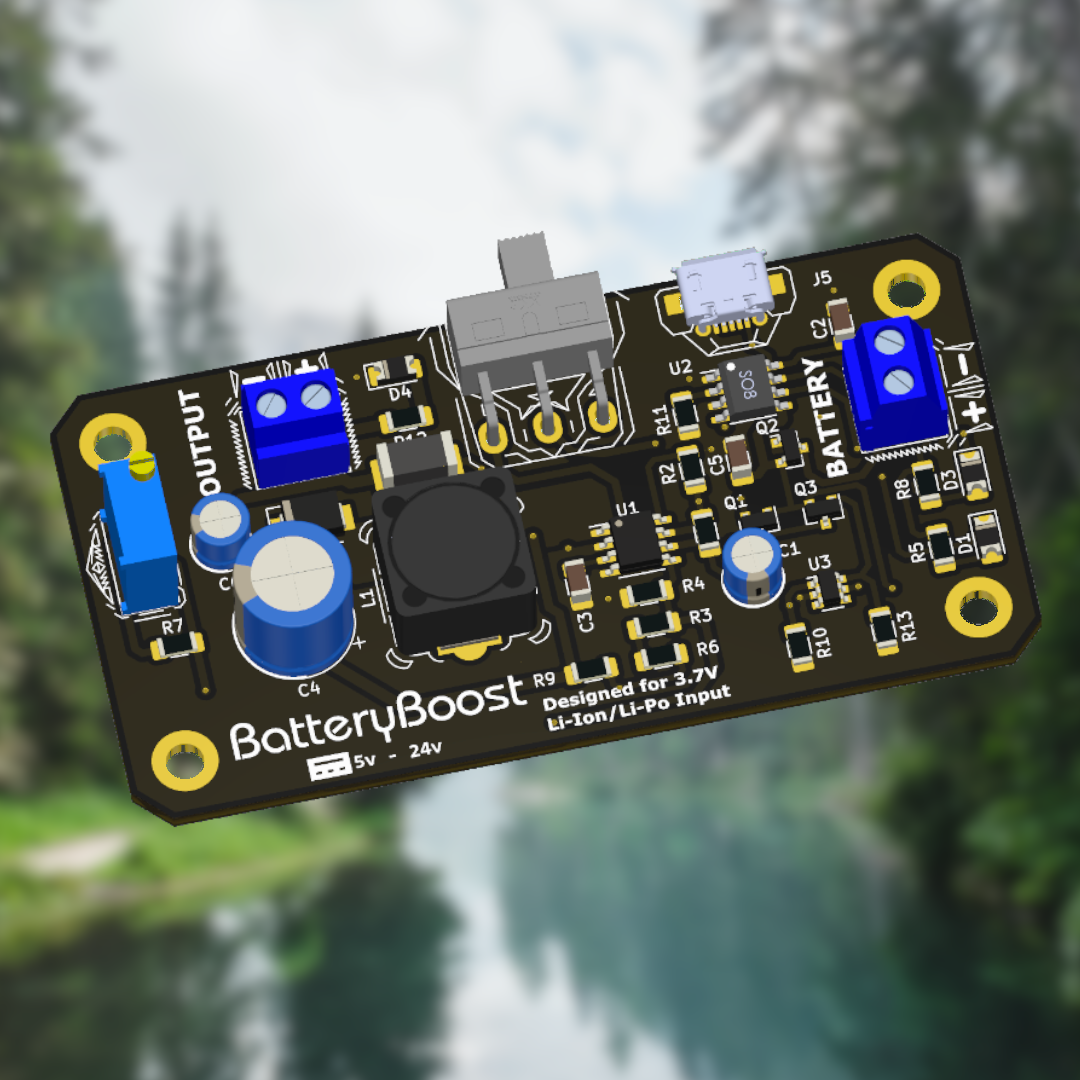 J5
C2
U2
SO8
BATTERY
- +
OUTPUT
- +
D4
R11
Q2
R2
C5
R8
D3
Q1
Q3
U1
C1
R5
D1
U3
L1
C3
R4
R3
R6
R10
R13
R7
+
C4
R9
BatteryBoost
Designed for 3.7V
Li-Ion/Li-Po Input
5v - 24v